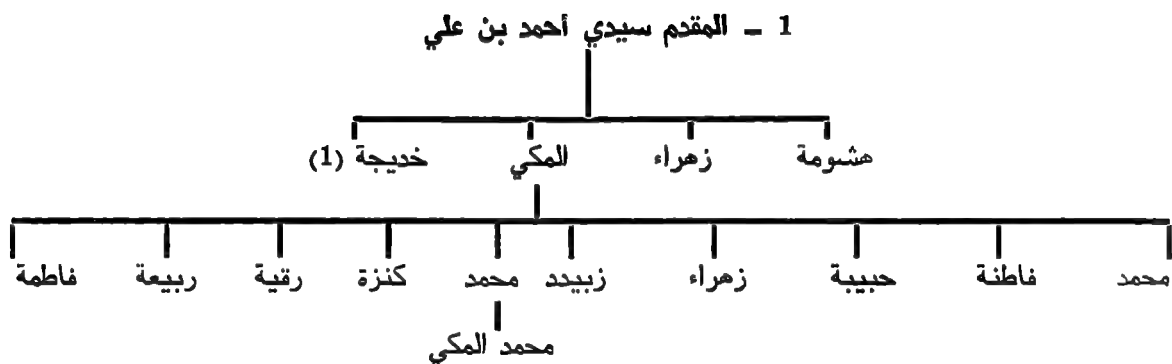 1 ـ المقدم سيدي أحمد بن علي
هشومة زهراء المكي خديجة (1)
محمد فاطنة حبيبة زهراء زبيدد محمد كنزة رقية ربيعة فاطمة
محمد المكي